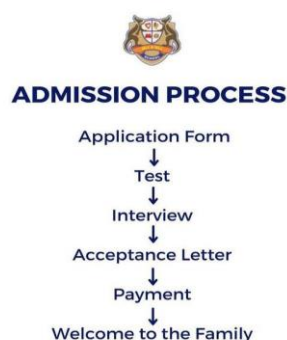 ADMISSION PROCESS
Application Form
Test
Interview
Acceptance Letter
Payment
Welcome to the Family